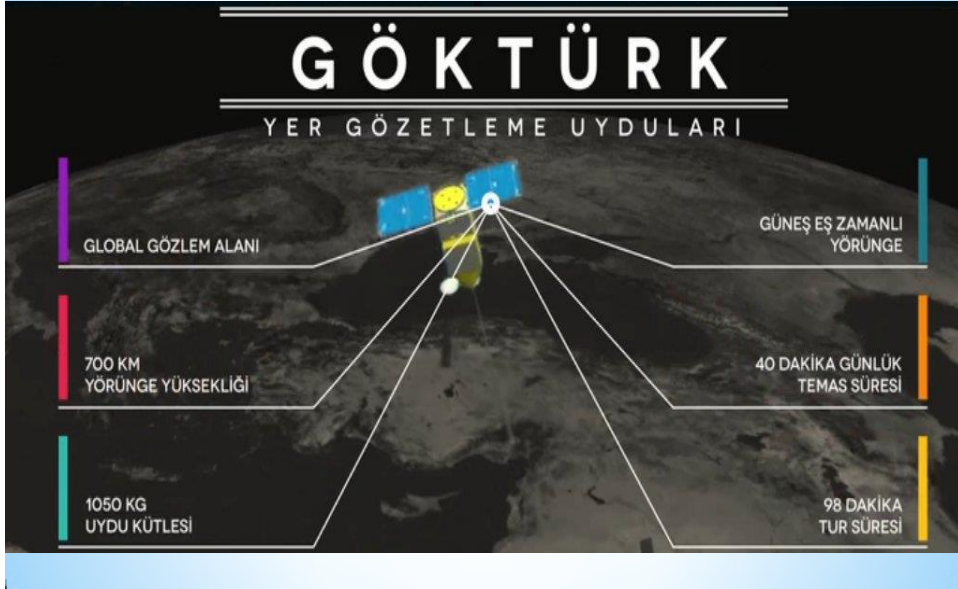 GÖKTÜRK
YER GÖZETLEME UYDULARI
GLOBAL GÖZLEM ALANI
700 KM
YÖRÜNGE YÜKSEKLİĞİ
1050 KG
UYDU KÜTLESİ
GÜNEŞ EŞ ZAMANLI
YÖRÜNGE
40 DAKİKA GÜNLÜK
TEMAS SÜRESİ
98 DAKİKA
TUR SÜRESİ